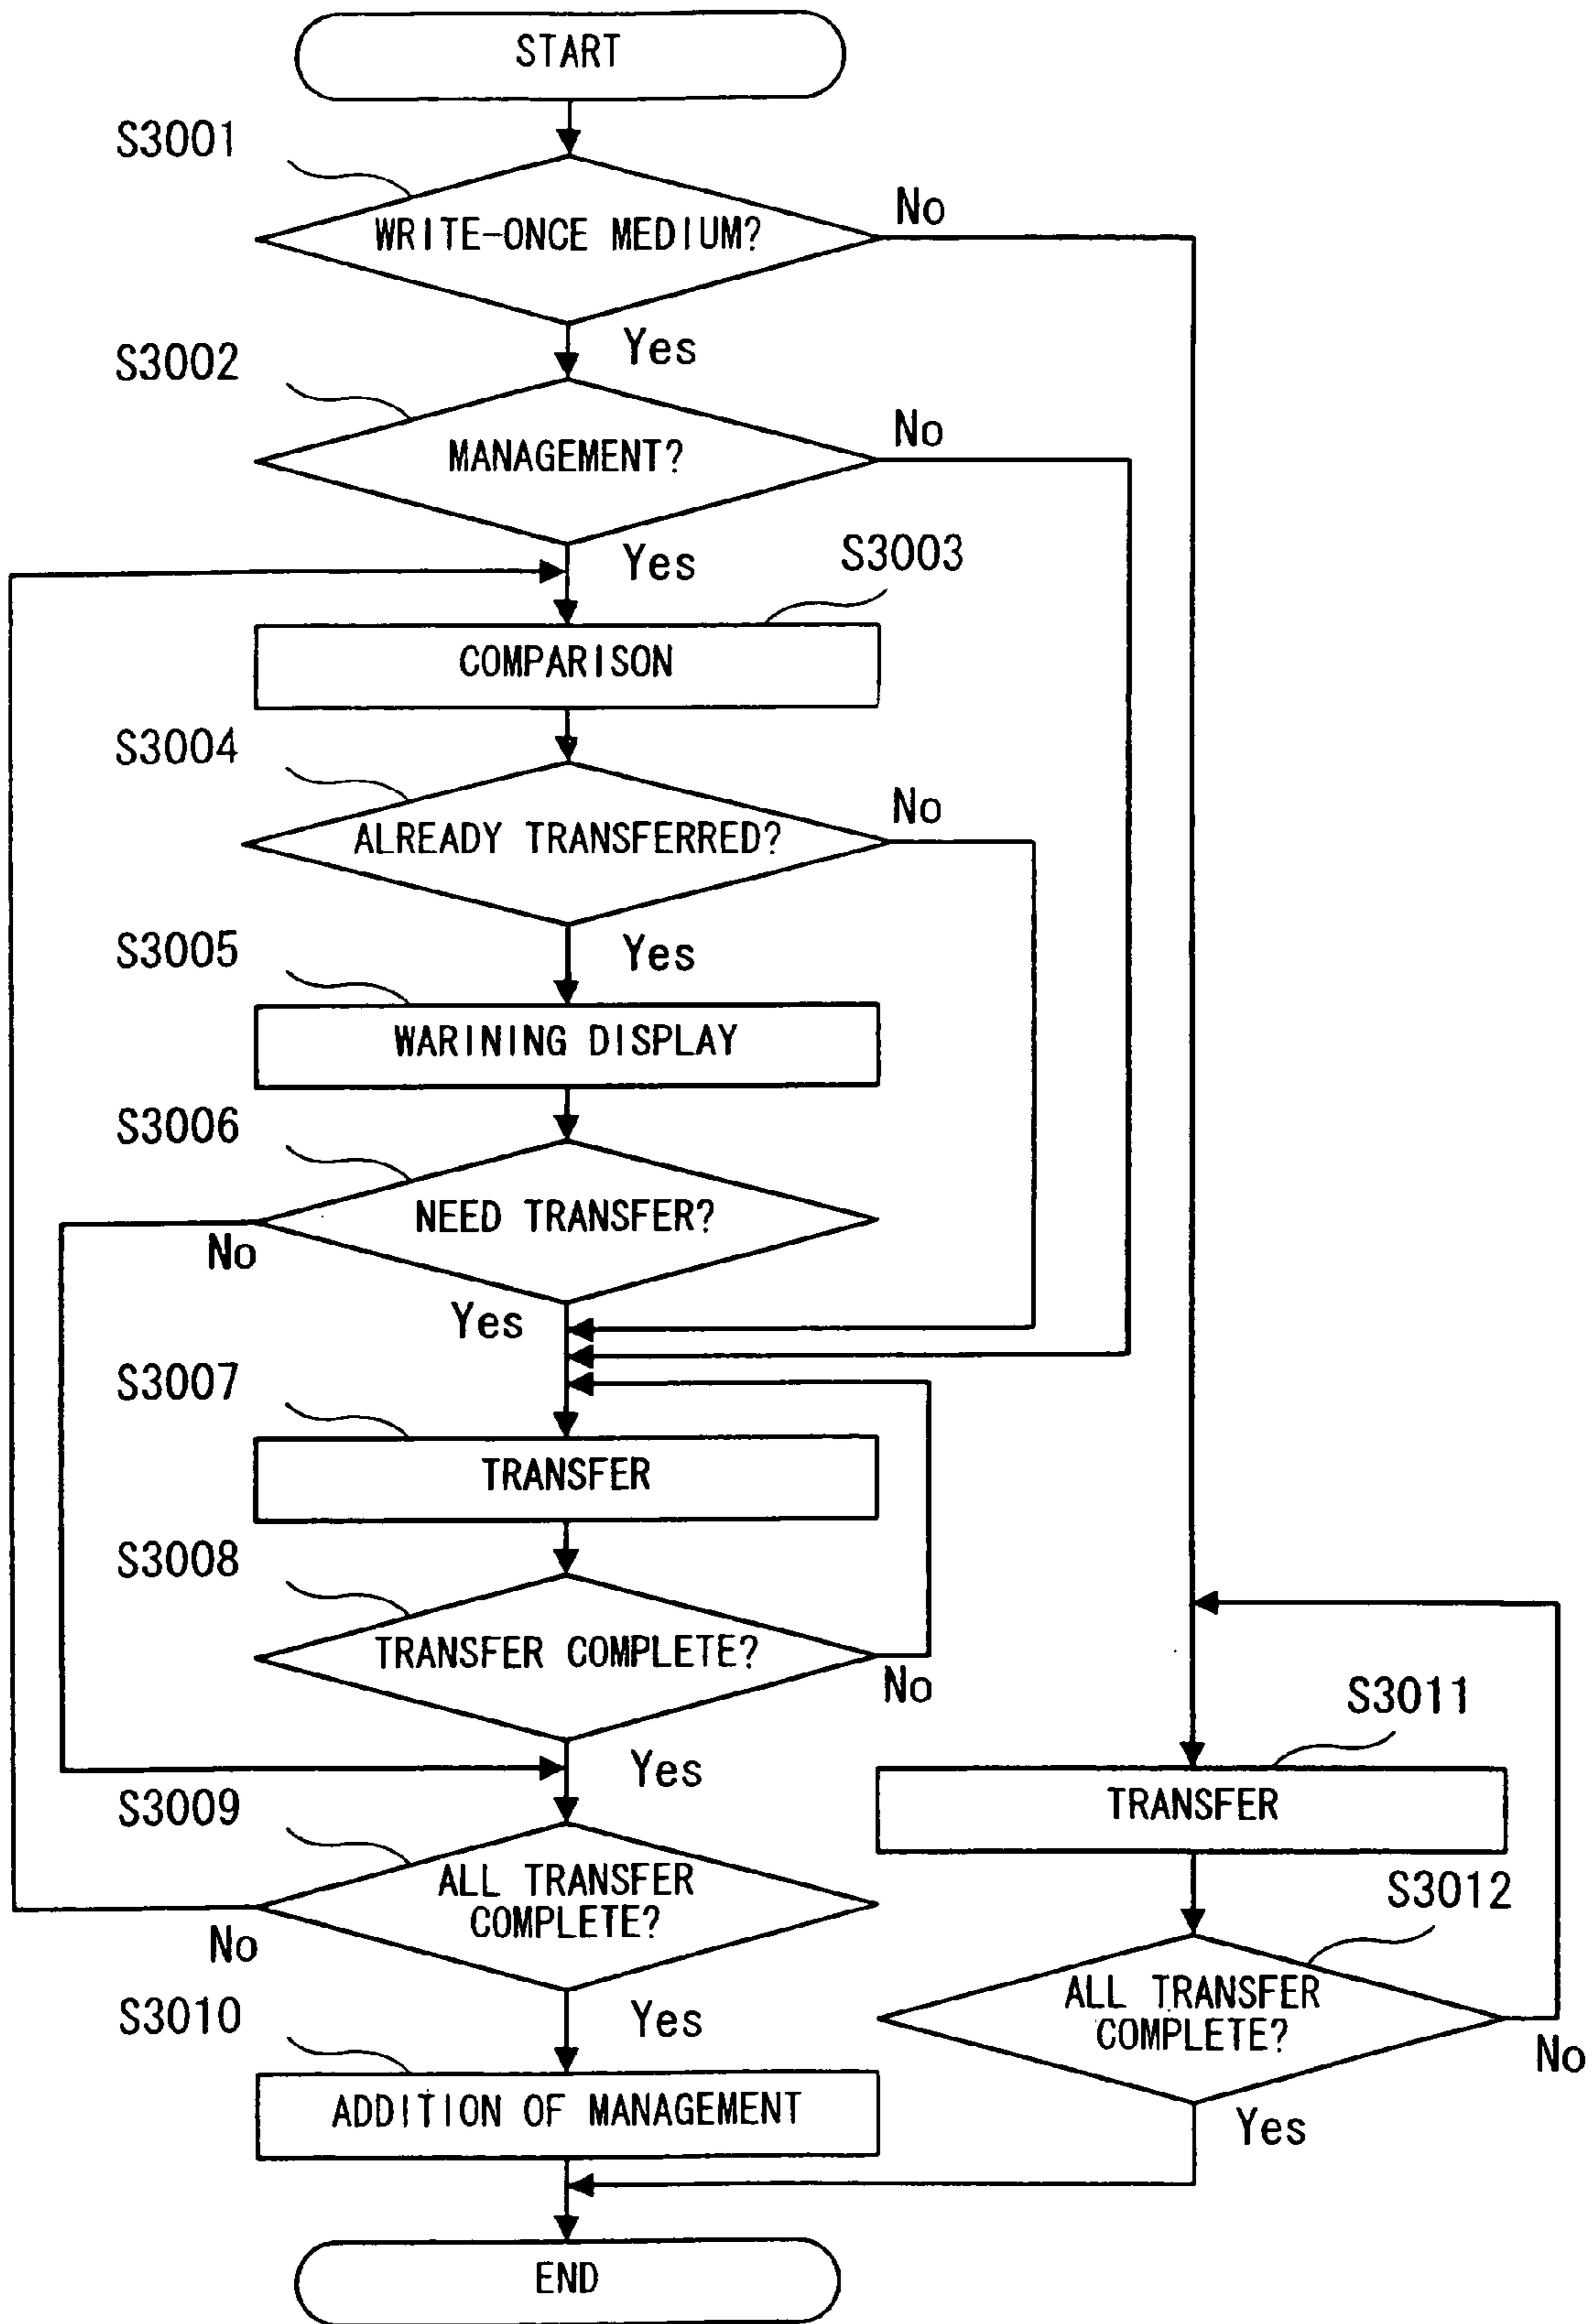 START
S3001
WRITE-ONCE MEDIUM?
No
Yes
S3002
MANAGEMENT?
No
Yes
S3003
COMPARISON
S3004
ALREADY TRANSFERRED?
No
Yes
S3005
WARINING DISPLAY
S3006
NEED TRANSFER?
No
Yes
S3007
TRANSFER
S3008
TRANSFER COMPLETE?
No
Yes
S3009
ALL TRANSFER
COMPLETE?
No
Yes
S3010
ADDITION OF MANAGEMENT
S3011
TRANSFER
S3012
ALL TRANSFER
COMPLETE?
No
Yes
END